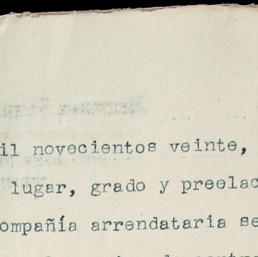 il novecientos veinte,
lugar, grado y preelac
ompañía arrendataria se